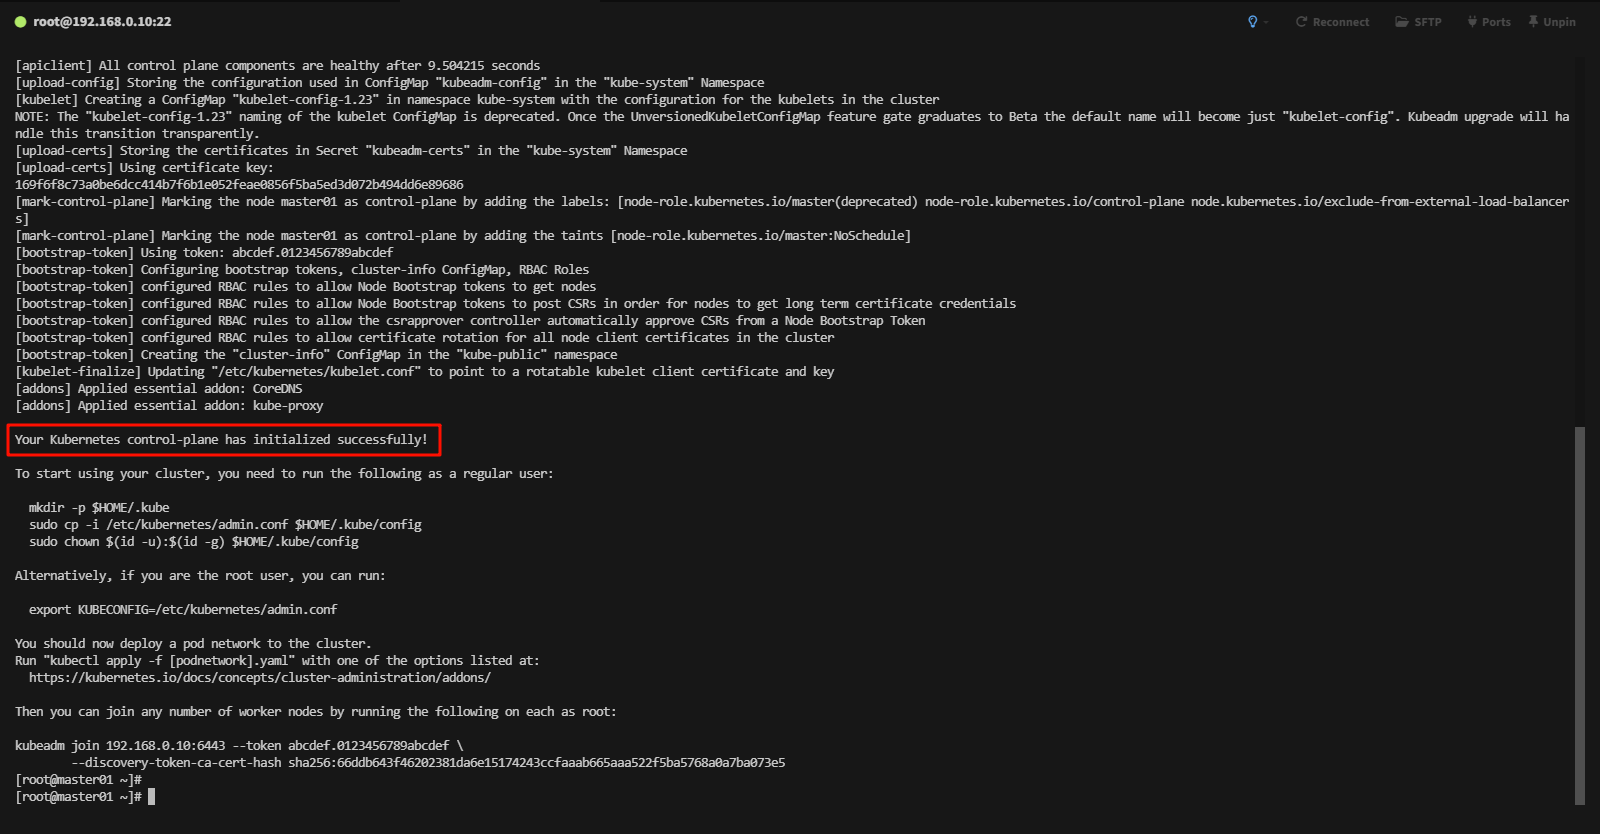 root@192.168.0.10:22
Reconnect
SFTP
Ports
Unpin
[apiclient] All control plane components are healthy after 9.504215 seconds
[upload-config] Storing the configuration used in ConfigMap "kubeadm-config" in the "kube-system" Namespace
[kubelet] Creating a ConfigMap "kubelet-config-1.23" in namespace kube-system with the configuration for the kubelets in the cluster
NOTE: The "kubelet-config-1.23" naming of the kubelet ConfigMap is deprecated. Once the UnversionedKubeletConfigMap feature gate graduates to Beta the default name will become just "kubelet-config". Kubeadm upgrade will ha
ndle this transition transparently.
[upload-certs] Storing the certificates in Secret "kubeadm-certs" in the "kube-system" Namespace
[upload-certs] Using certificate key:
169f6f8c73a0be6dcc414b7f6b1e052feae0856f5ba5ed3d072b494dd6e89686
[mark-control-plane] Marking the node master01 as control-plane by adding the labels: [node-role.kubernetes.io/master(deprecated) node-role.kubernetes.io/control-plane node.kubernetes.io/exclude-from-external-load-balancer
s]
[mark-control-plane] Marking the node master01 as control-plane by adding the taints [node-role.kubernetes.io/master:NoSchedule]
[bootstrap-token] Using token: abcdef.0123456789abcdef
[bootstrap-token] Configuring bootstrap tokens, cluster-info ConfigMap, RBAC Roles
[bootstrap-token] configured RBAC rules to allow Node Bootstrap tokens to get nodes
[bootstrap-token] configured RBAC rules to allow Node Bootstrap tokens to post CSRs in order for nodes to get long term certificate credentials
[bootstrap-token] configured RBAC rules to allow the csrapprover controller automatically approve CSRs from a Node Bootstrap Token
[bootstrap-token] configured RBAC rules to allow certificate rotation for all node client certificates in the cluster
[bootstrap-token] Creating the "cluster-info" ConfigMap in the "kube-public" namespace
[kubelet-finalize] Updating "/etc/kubernetes/kubelet.conf" to point to a rotatable kubelet client certificate and key
[addons] Applied essential addon: CoreDNS
[addons] Applied essential addon: kube-proxy
Your Kubernetes control-plane has initialized successfully!
To start using your cluster, you need to run the following as a regular user:
mkdir -p $HOME/.kube
sudo cp -i /etc/kubernetes/admin.conf $HOME/.kube/config
sudo chown $(id -u):$(id -g) $HOME/.kube/config
Alternatively, if you are the root user, you can run:
export KUBECONFIG=/etc/kubernetes/admin.conf
You should now deploy a pod network to the cluster.
Run "kubectl apply -f [podnetwork].yaml" with one of the options listed at:
https://kubernetes.io/docs/concepts/cluster-administration/addons/
Then you can join any number of worker nodes by running the following on each as root:
kubeadm join 192.168.0.10:6443 --token abcdef.0123456789abcdef \
--discovery-token-ca-cert-hash sha256:66ddb643f46202381da6e15174243ccfaaab665aaa522f5ba5768a0a7ba073e5
[root@master01 ~]#
[root@master01 ~]#